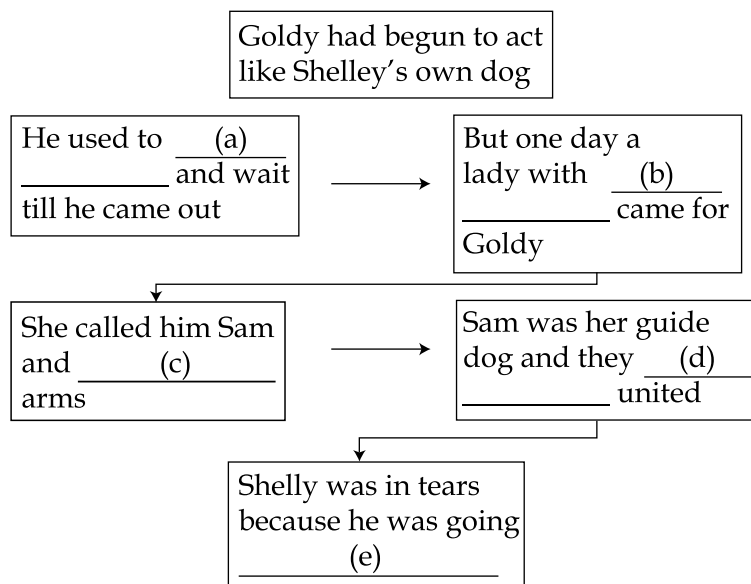 Goldy had begun to act
like Shelley's own dog
He used to (a)
and wait
till he came out
But one day a
lady with (b)
came for
Goldy
She called him Sam
and (c)
arms
Sam was her guide
dog and they (d)
united
Shelly was in tears
because he was going
(e)